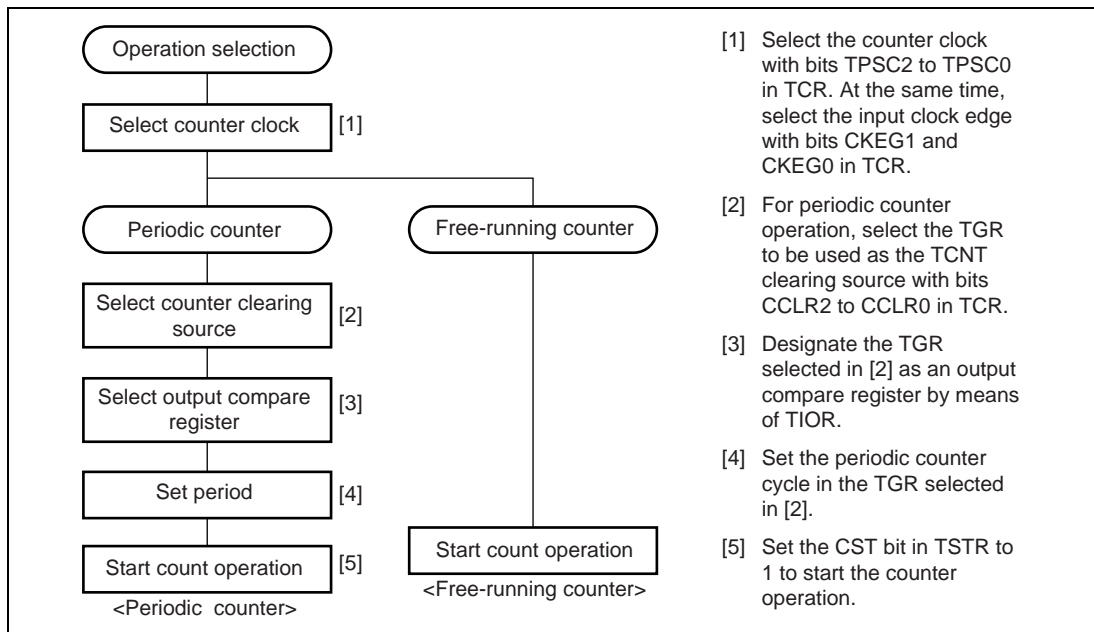 Operation selection
Select counter clock
[1]
Periodic counter
Free-running counter
Select counter clearing
source
[2]
Select output compare
register
[3]
Set period
[4]
Start count operation
[5]
<Periodic counter>
Start count operation
<Free-running counter>
[1] Select the counter clock
with bits TPSC2 to TPSC0
in TCR. At the same time,
select the input clock edge
with bits CKEG1 and
CKEG0 in TCR.
[2] For periodic counter
operation, select the TGR
to be used as the TCNT
clearing source with bits
CCLR2 to CCLR0 in TCR.
[3] Designate the TGR
selected in [2] as an output
compare register by means
of TIOR.
[4] Set the periodic counter
cycle in the TGR selected
in [2].
[5] Set the CST bit in TSTR to
1 to start the counter
operation.